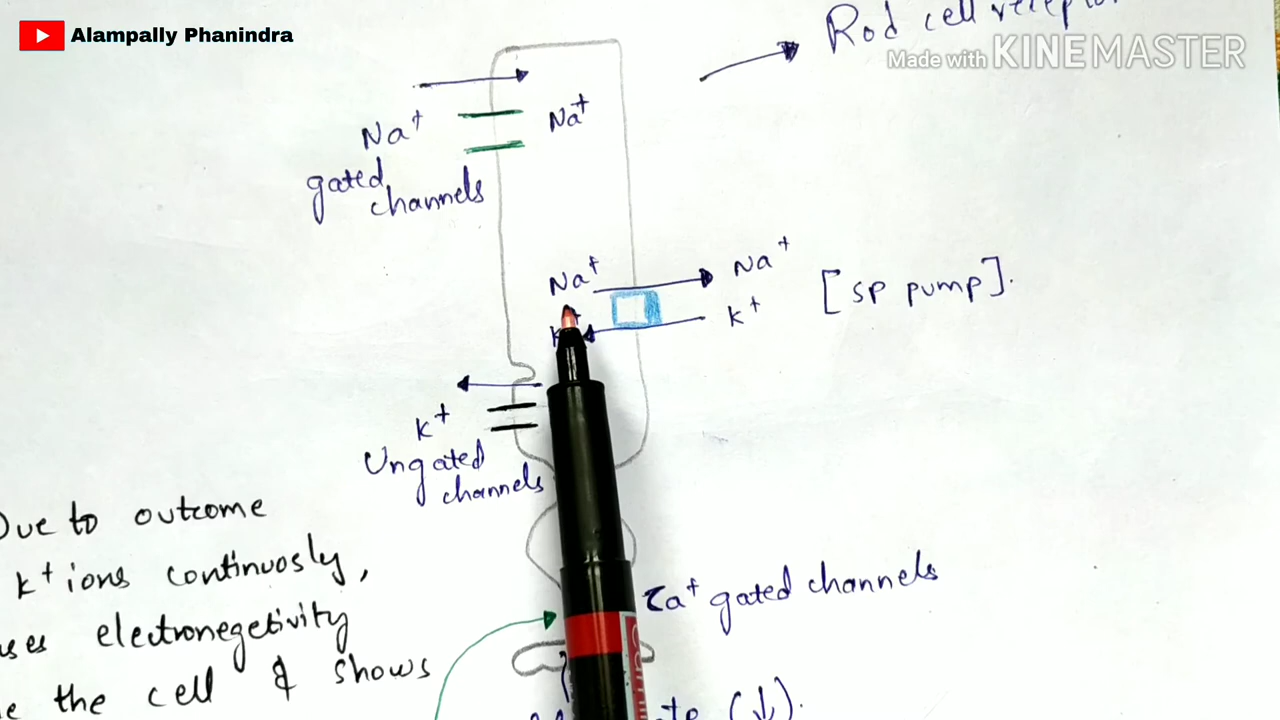 Alampally Phanindra
Rod cell
Made with KINEMASTER
Na+
Na+
gated
channels
Na+
Na+
K+
[SP pump].
K+
Ungated
channels
Due to outcome
K+ ions continuosly,
electronegetivity
the cell & shows
Ca+ gated channels
(↓).